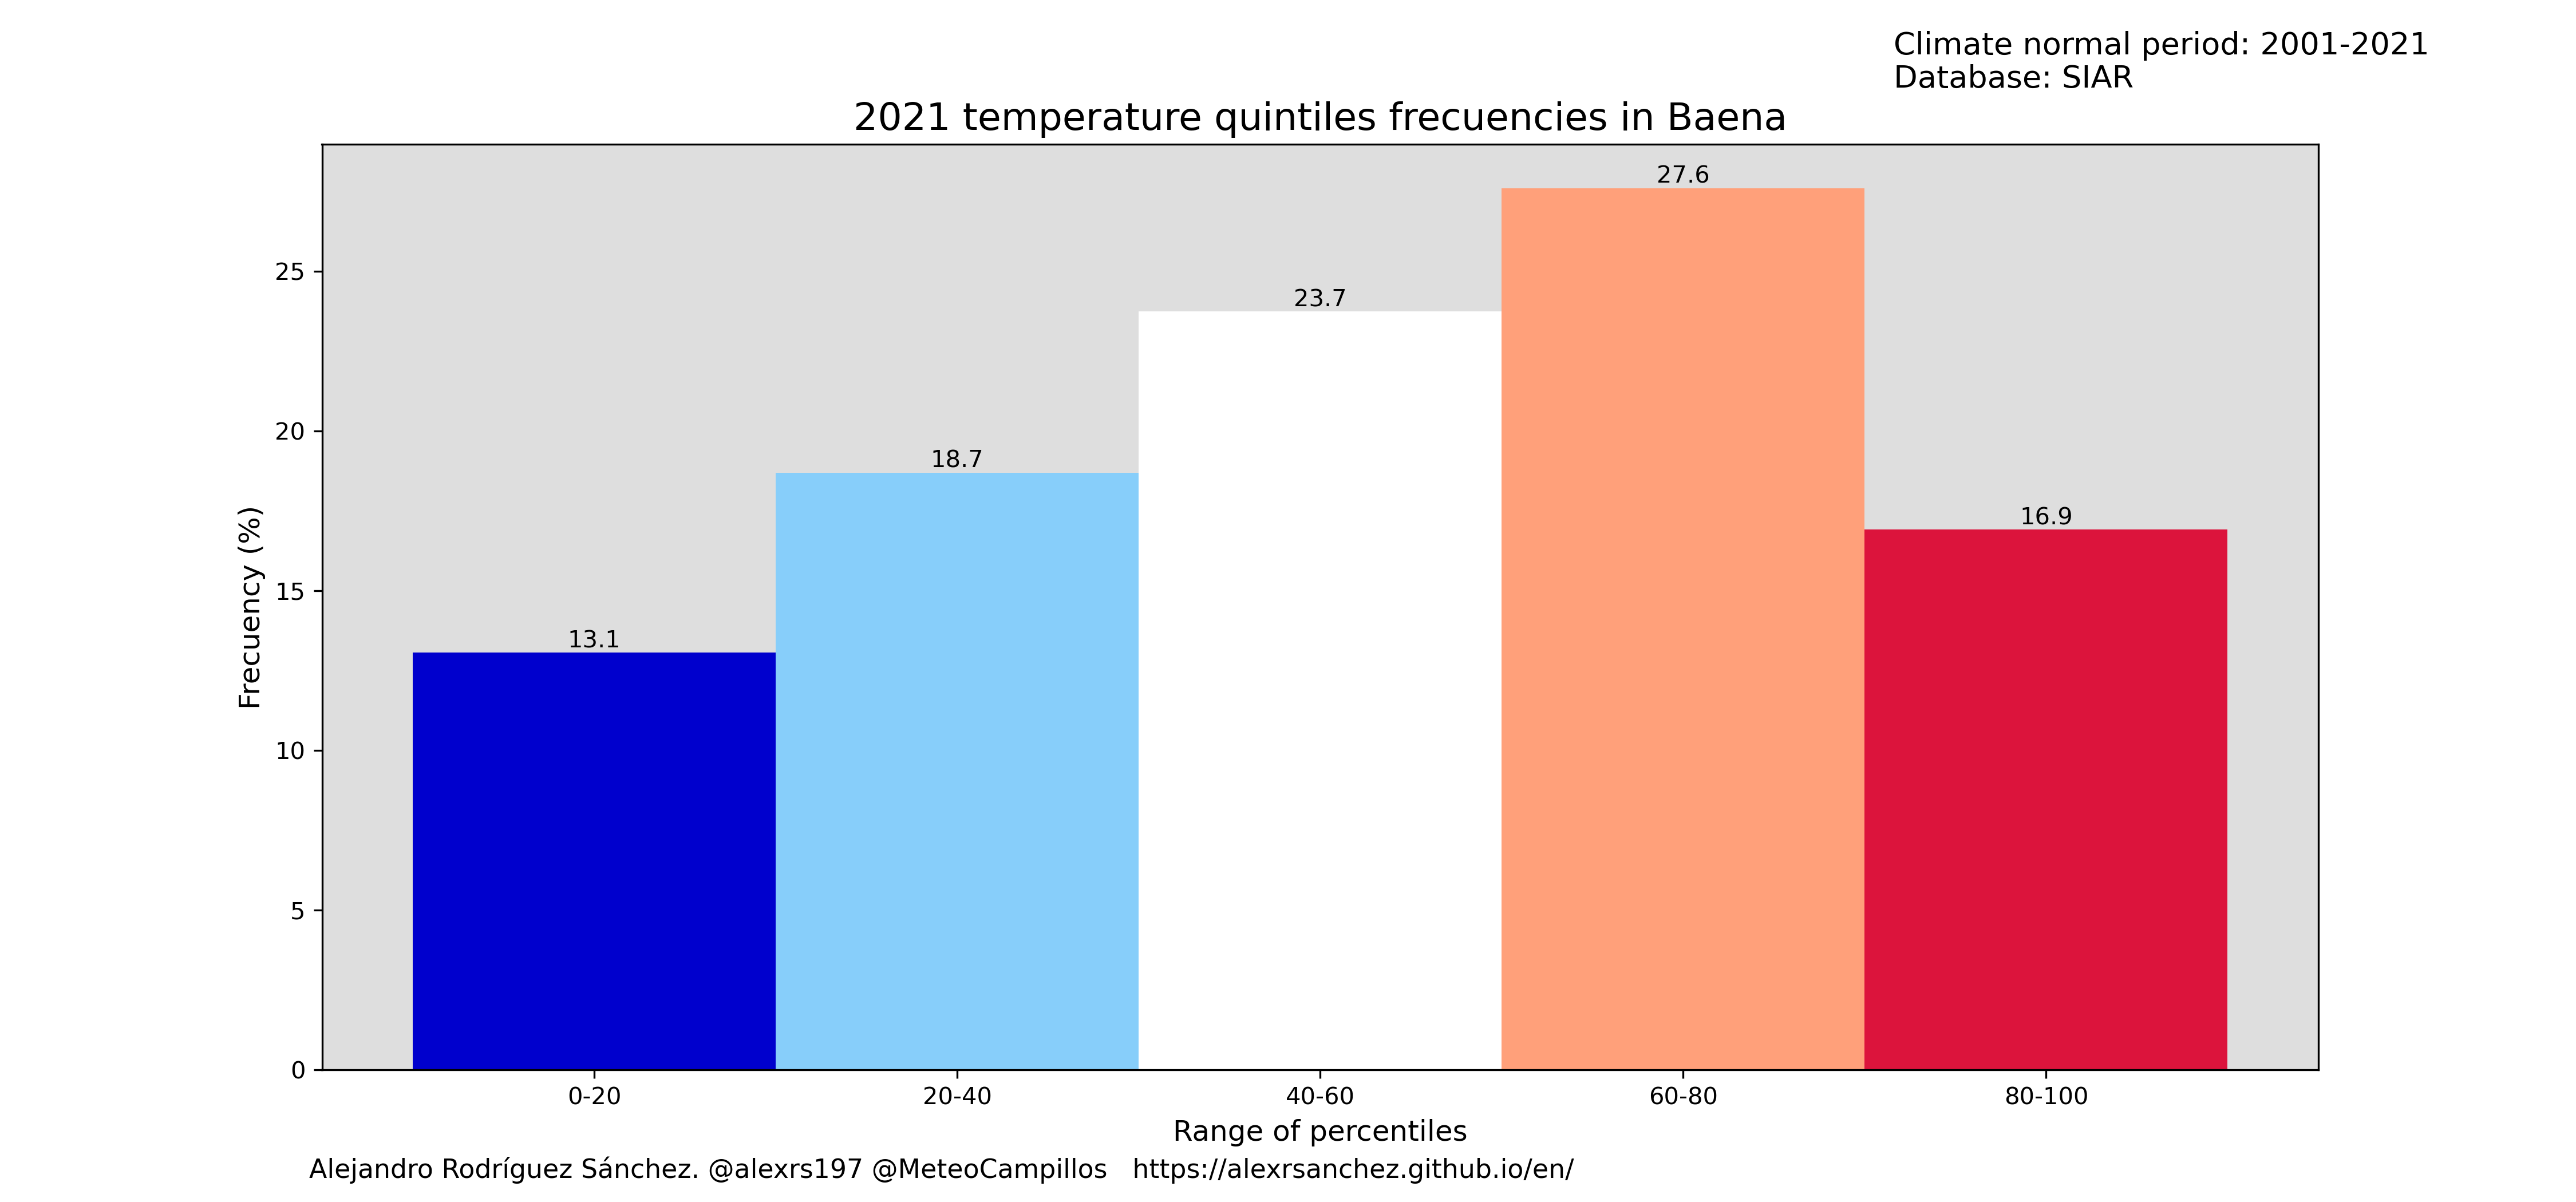 Climate normal period: 2001-2021
Database: SIAR
2021 temperature quintiles frecuencies in Baena
27.6
25
23.7
20
18.7
16.9
Frecuency (%)
15
13.1
10
5
0
0-20 20-40 40-60 60-80 80-100
Range of percentiles
Alejandro Rodríguez Sánchez. @alexrs197 @MeteoCampillos https://alexrsanchez.github.io/en/